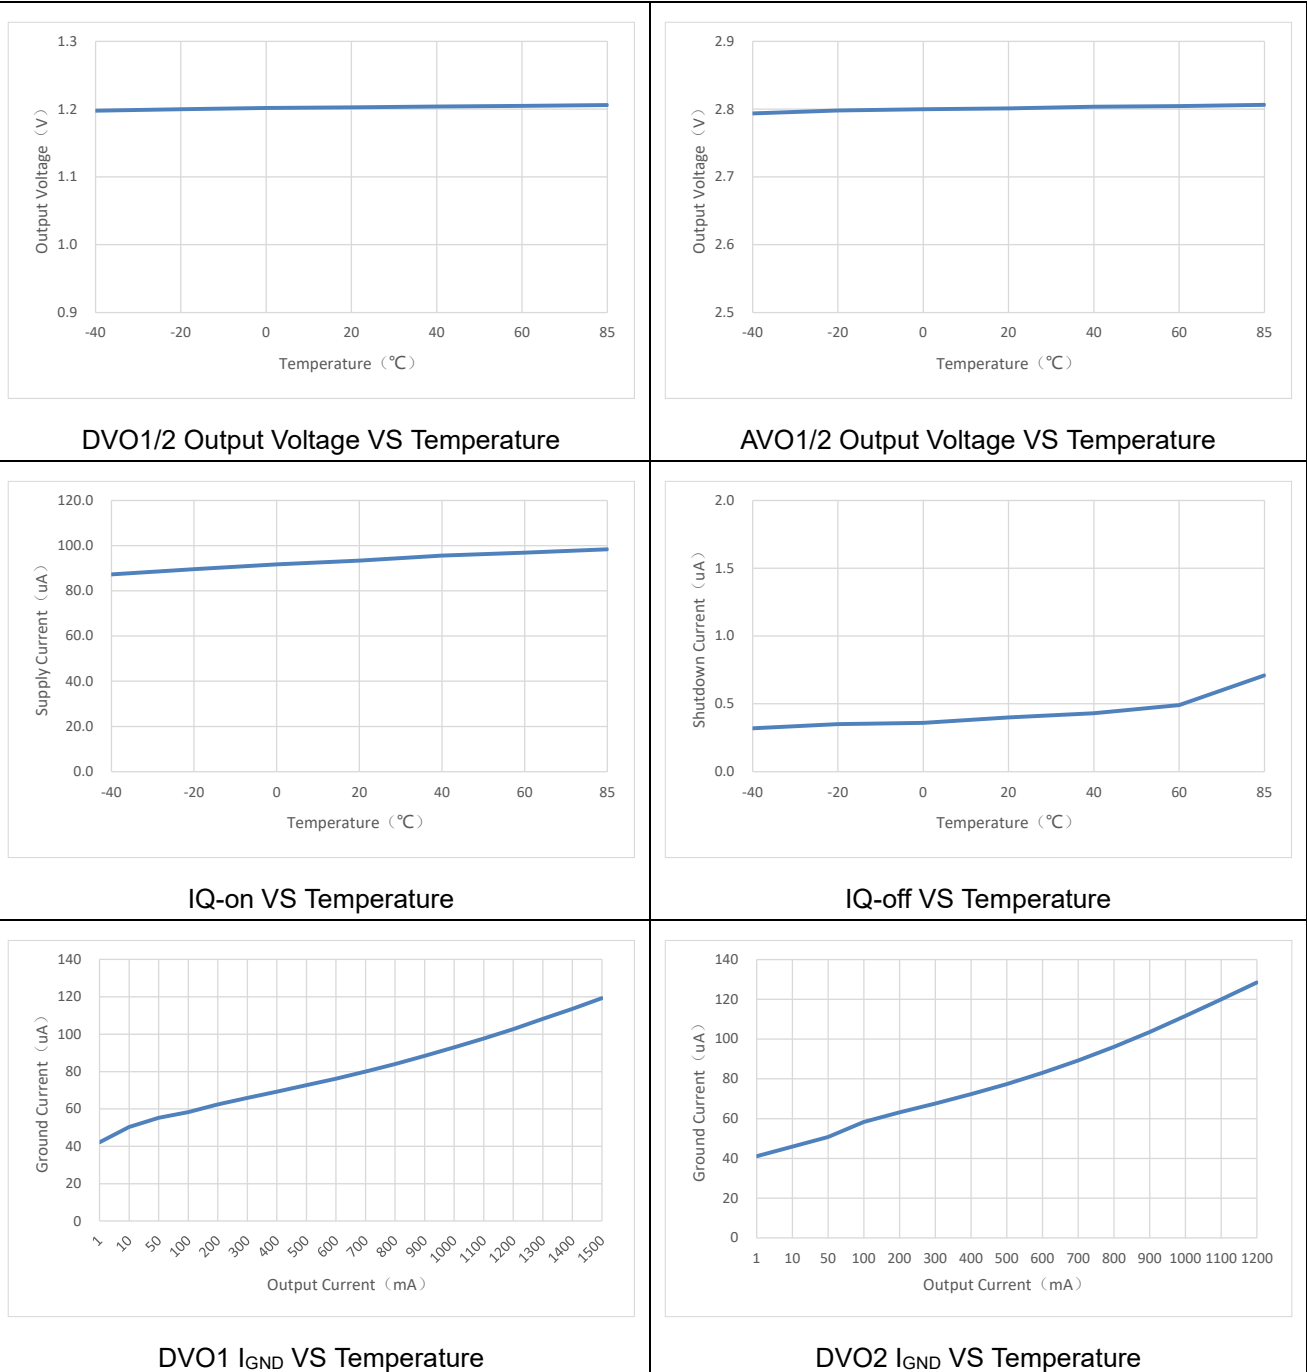 1.3
1.2
1.1
1.0
0.9
Output Voltage（V）
-40 -20 0 20 40 60 85
Temperature（℃）
DVO1/2 Output Voltage VS Temperature
2.9
2.8
2.7
2.6
2.5
Output Voltage（V）
-40 -20 0 20 40 60 85
Temperature（℃）
AVO1/2 Output Voltage VS Temperature
120.0
100.0
80.0
60.0
40.0
20.0
0.0
Supply Current（uA）
-40 -20 0 20 40 60 85
Temperature（℃）
IQ-on VS Temperature
2.0
1.5
1.0
0.5
0.0
Shutdown Current（uA）
-40 -20 0 20 40 60 85
Temperature（℃）
IQ-off VS Temperature
140
120
100
80
60
40
20
0
Ground Current（uA）
1 10 50 100 200 300 400 500 600 700 800 900 1000 1100 1200 1300 1400 1500
Output Current（mA）
DVO1 IGND VS Temperature
140
120
100
80
60
40
20
0
Ground Current（uA）
1 10 50 100 200 300 400 500 600 700 800 900 1000 1100 1200
Output Current（mA）
DVO2 IGND VS Temperature